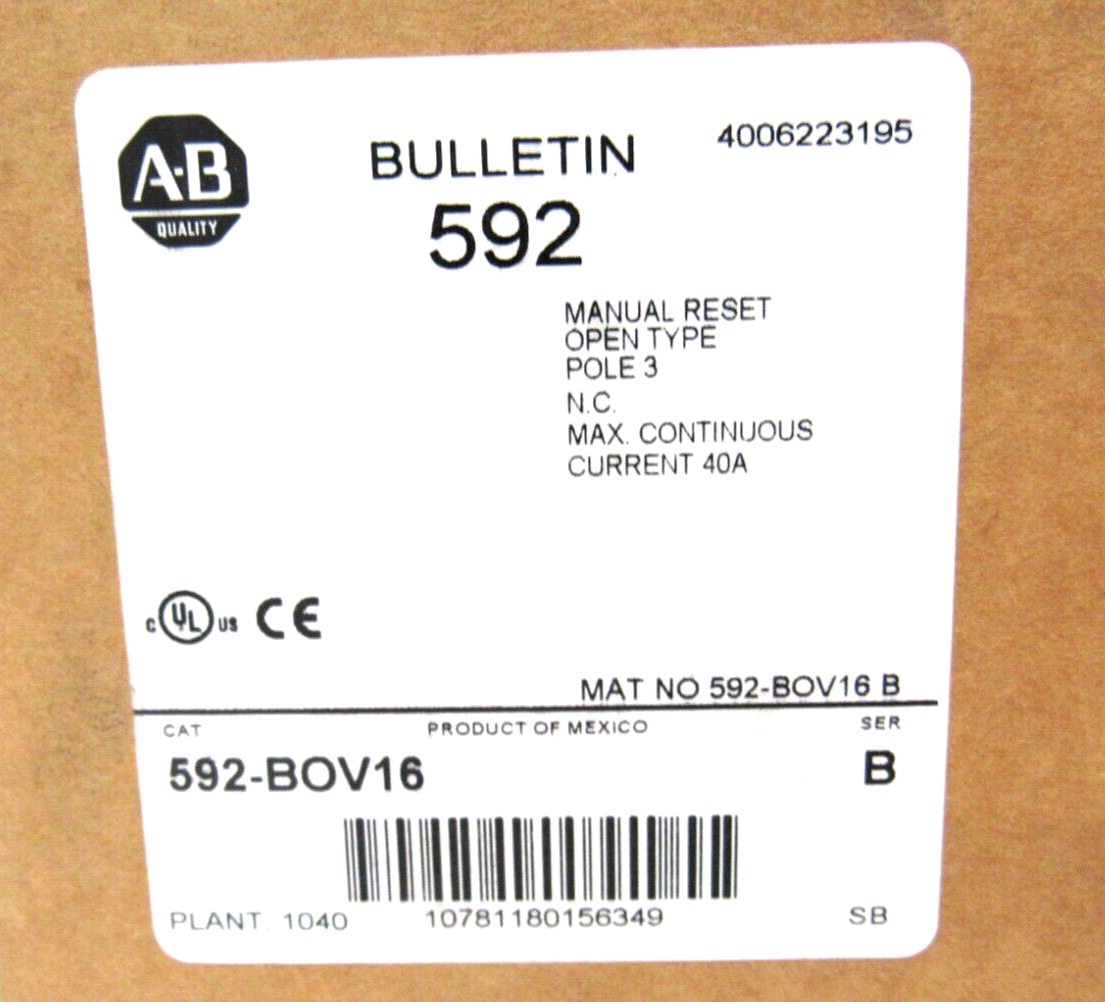 A-B
QUALITY
BULLETIN
592
4006223195
MANUAL RESET
OPEN TYPE
POLE 3
N.C.
MAX. CONTINUOUS
CURRENT 40A
C UL US CE
MAT NO 592-BOV16 B
CAT PRODUCT OF MEXICO SER
592-BOV16 B
PLANT. 1040 10781180156349 SB